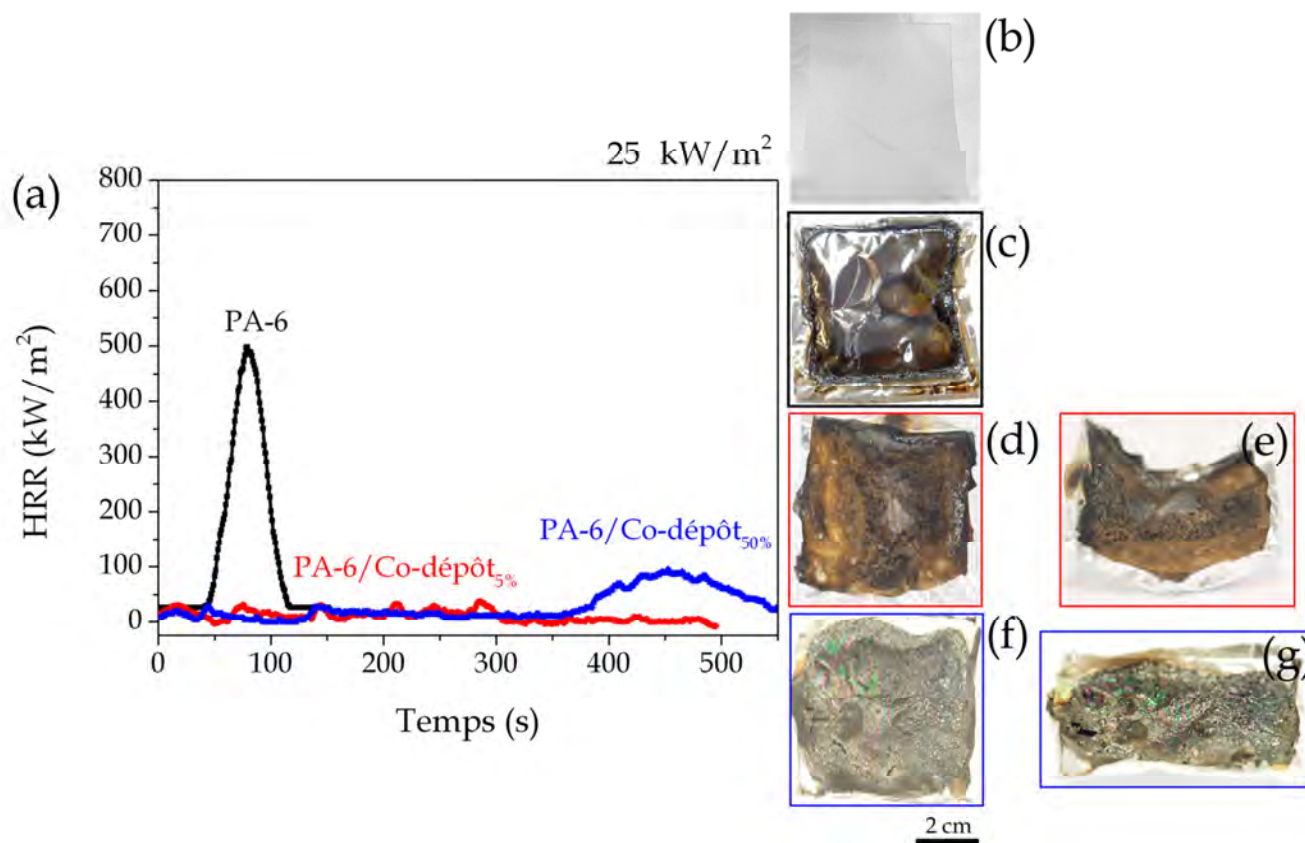 (a)
25 kW/m²
HRR (kW/m²)
800
700
600
500
400
300
200
100
0
PA-6
PA-6/Co-dépôt₅%
PA-6/Co-dépôt₅₀%
0
100
200
300
400
500
Temps (s)
(b)
(c)
(d)
(e)
(f)
(g)
2 cm